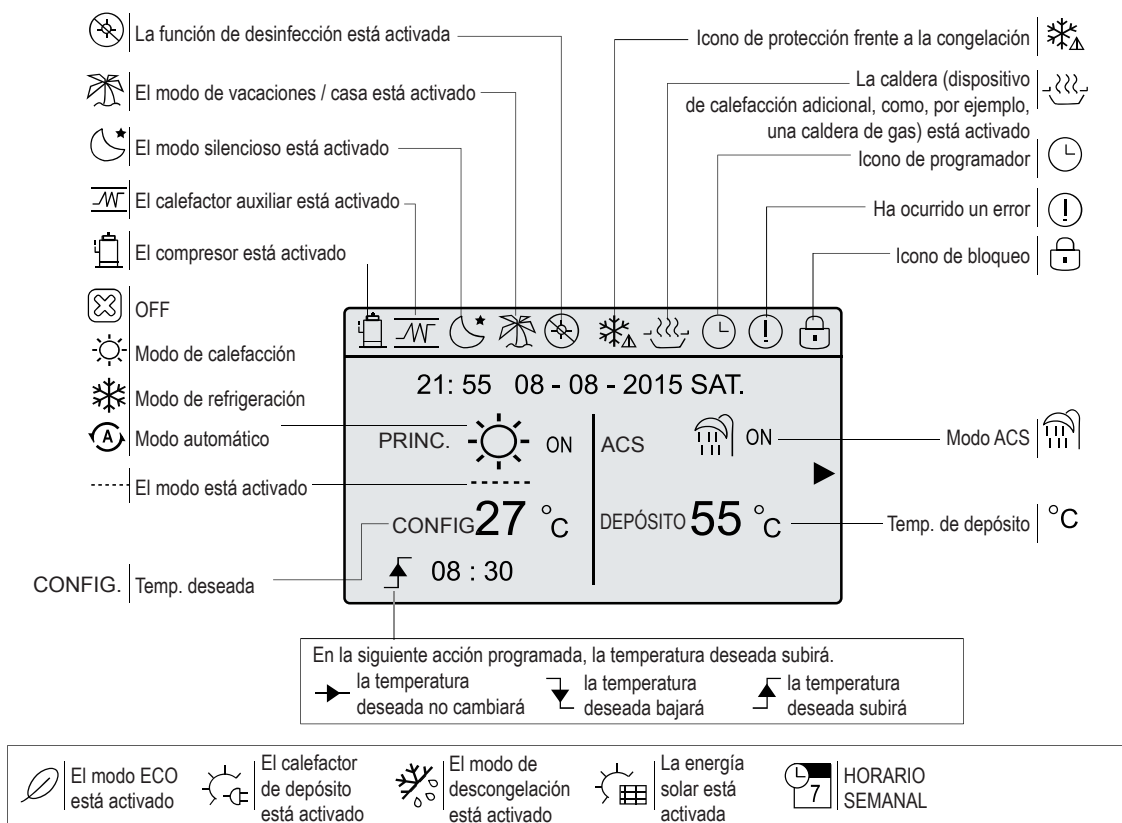 La función de desinfección está activada
El modo de vacaciones / casa está activado
El modo silencioso está activado
El calefactor auxiliar está activado
El compresor está activado
OFF
Modo de calefacción
Modo de refrigeración
A Modo automático
El modo está activado
CONFIG. Temp. deseada
Icono de protección frente a la congelación
La caldera (dispositivo
de calefacción adicional, como, por ejemplo,
una caldera de gas) está activado
Icono de programador
Ha ocurrido un error
Icono de bloqueo
Modo ACS
Temp. de depósito °C
21: 55 08 - 08 - 2015 SAT.
PRINC. ON ACS ON
CONFIG 27 °C DEPÓSITO 55 °C
08 : 30
En la siguiente acción programada, la temperatura deseada subirá.
la temperatura
deseada no cambiará
la temperatura
deseada bajará
la temperatura
deseada subirá
El modo ECO
está activado
El calefactor
de depósito
está activado
El modo de
descongelación
está activado
La energía
solar está
activada
7
HORARIO
SEMANAL